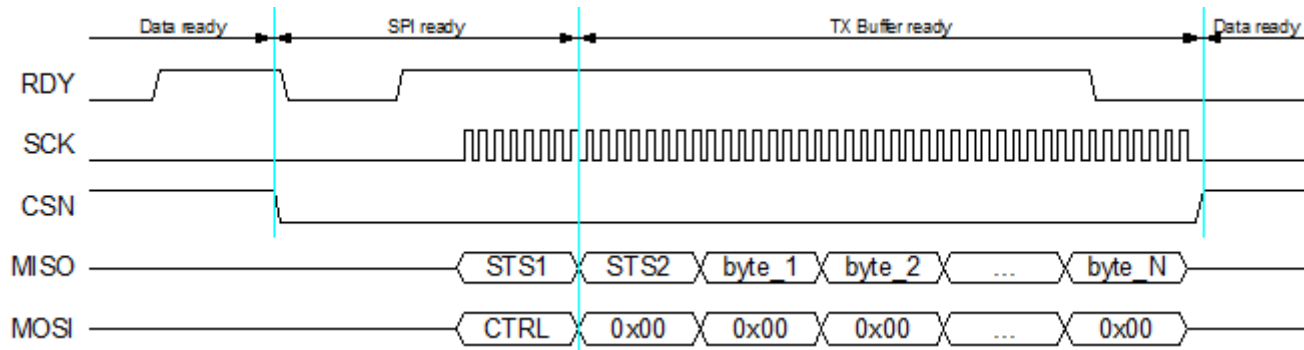 Data ready SPI ready TX Buffer ready Data ready
RDY
SCK
CSN
MISO STS1 STS2 byte_1 byte_2 ... byte_N
MOSI CTRL 0x00 0x00 0x00 ... 0x00